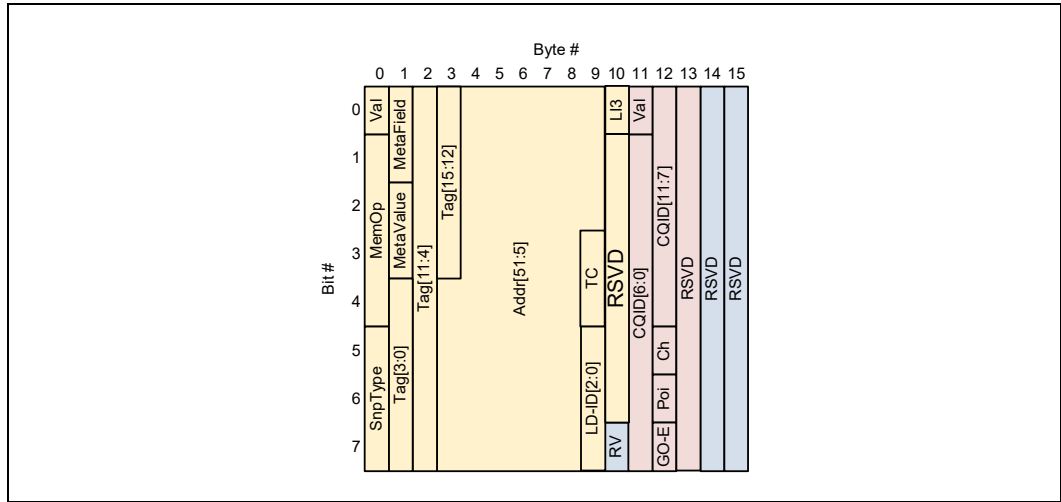 Byte #
0 1 2 3 4 5 6 7 8 9 10 11 12 13 14 15
Bit #
0
1
2
3
4
5
6
7
Val
MemOp
SnpType
MetaField
MetaValue
Tag[3:0]
Tag[11:4]
Tag[15:12]
Addr[51:5]
TC
LD-ID[2:0]
LI3
RSVD
RV
Val
CQID[6:0]
CQID[11:7]
Ch
Poi
GO-E
RSVD
RSVD
RSVD